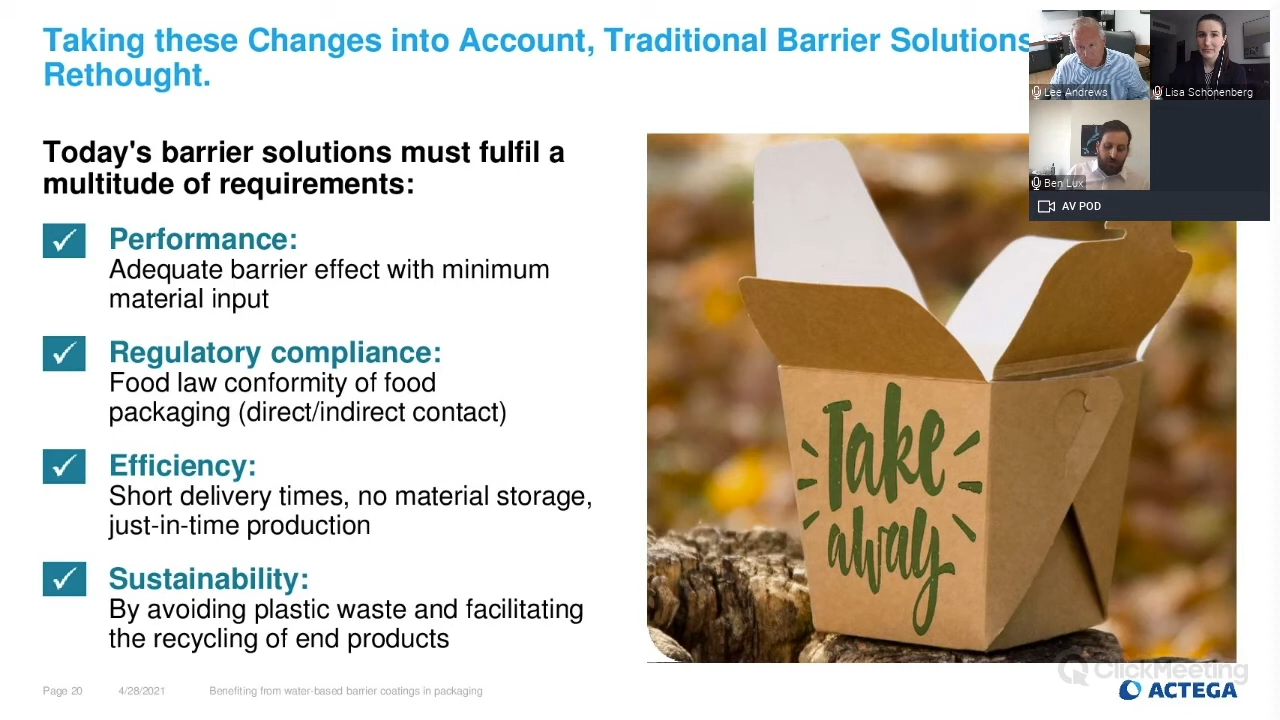 Taking these Changes into Account, Traditional Barrier Solutions
Rethought.
Lee Andrews
Lisa Schönenberg
Ben Lux
AV POD
Today's barrier solutions must fulfil a
multitude of requirements:
Performance:
Adequate barrier effect with minimum
material input
Regulatory compliance:
Food law conformity of food
packaging (direct/indirect contact)
Efficiency:
Short delivery times, no material storage,
just-in-time production
Sustainability:
By avoiding plastic waste and facilitating
the recycling of end products
Take
away
Page 20 4/28/2021 Benefiting from water-based barrier coatings in packaging
ClickMeeting
ACTEGA